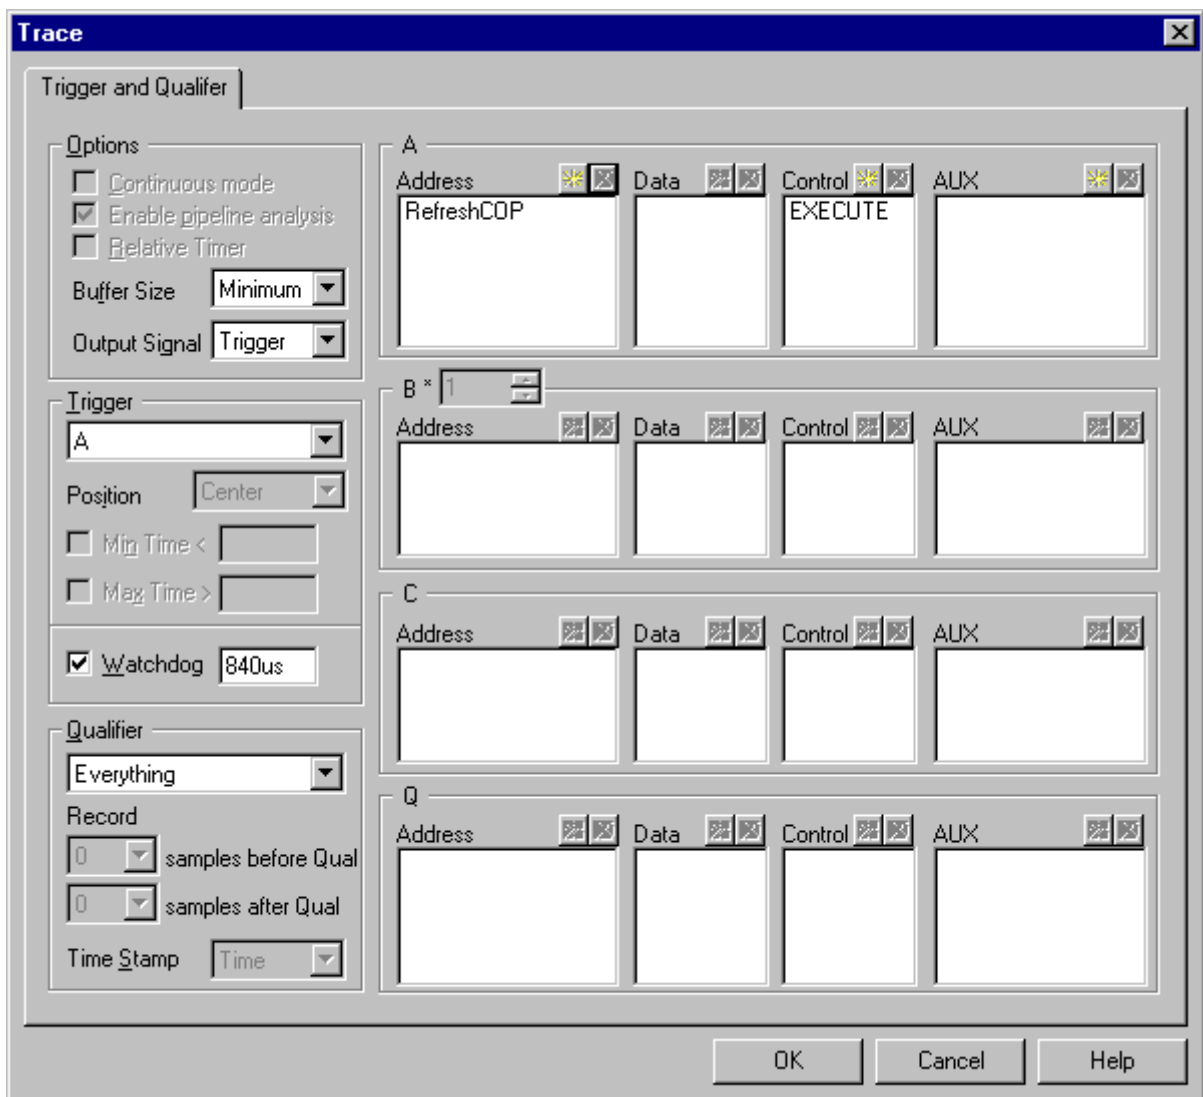 Trace
Trigger and Qualifer
Options
Continuous mode
Enable pipeline analysis
Relative Timer
Buffer Size Minimum
Output Signal Trigger
Trigger
A
Position Center
Min Time <
Max Time >
Watchdog 840us
Qualifier
Everything
Record
0 samples before Qual
0 samples after Qual
Time Stamp Time
A
Address Data Control AUX
RefreshCOP EXECUTE
B * 1
Address Data Control AUX
C
Address Data Control AUX
Q
Address Data Control AUX
OK Cancel Help